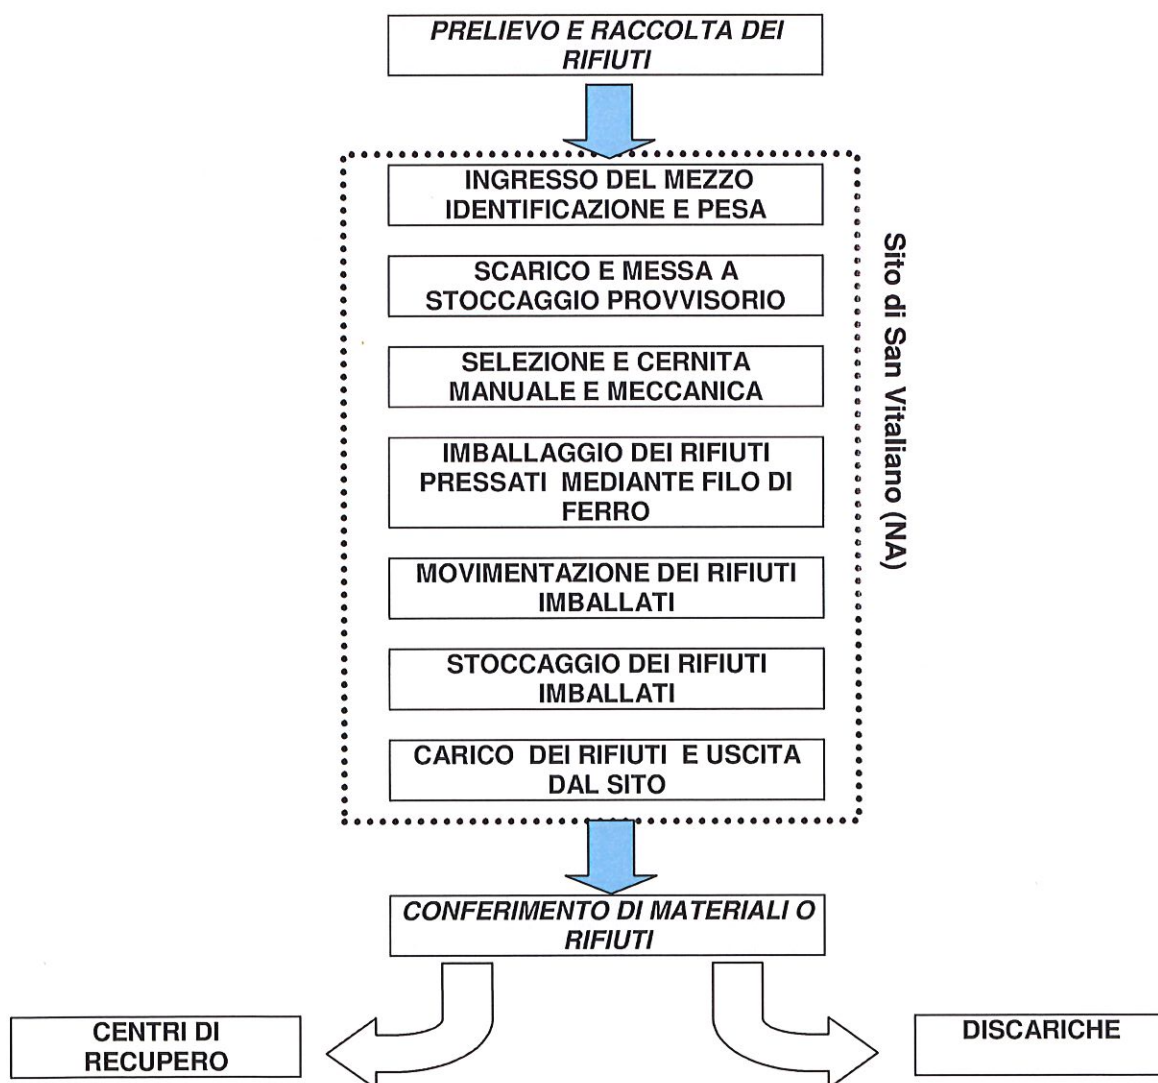 PRELIEVO E RACCOLTA DEI
RIFIUTI
INGRESSO DEL MEZZO
IDENTIFICAZIONE E PESA
SCARICO E MESSA A
STOCCAGGIO PROVVISORIO
SELEZIONE E CERNITA
MANUALE E MECCANICA
IMBALLAGGIO DEI RIFIUTI
PRESSATI MEDIANTE FILO DI
FERRO
MOVIMENTAZIONE DEI RIFIUTI
IMBALLATI
STOCCAGGIO DEI RIFIUTI
IMBALLATI
CARICO DEI RIFIUTI E USCITA
DAL SITO
Sito di San Vitaliano (NA)
CONFERIMENTO DI MATERIALI O
RIFIUTI
CENTRI DI
RECUPERO
DISCARICHE